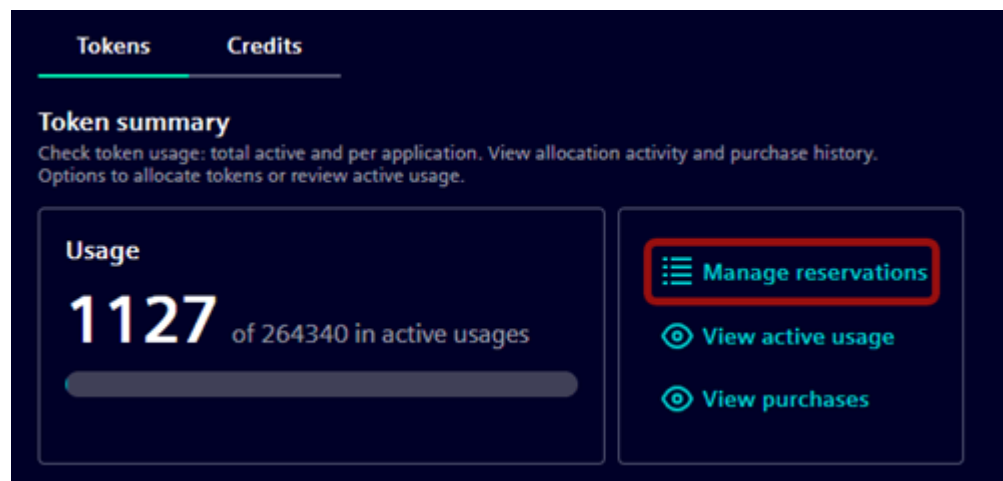 Tokens Credits
Token summary
Check token usage: total active and per application. View allocation activity and purchase history.
Options to allocate tokens or review active usage.
Usage
1127 of 264340 in active usages
Manage reservations
View active usage
View purchases